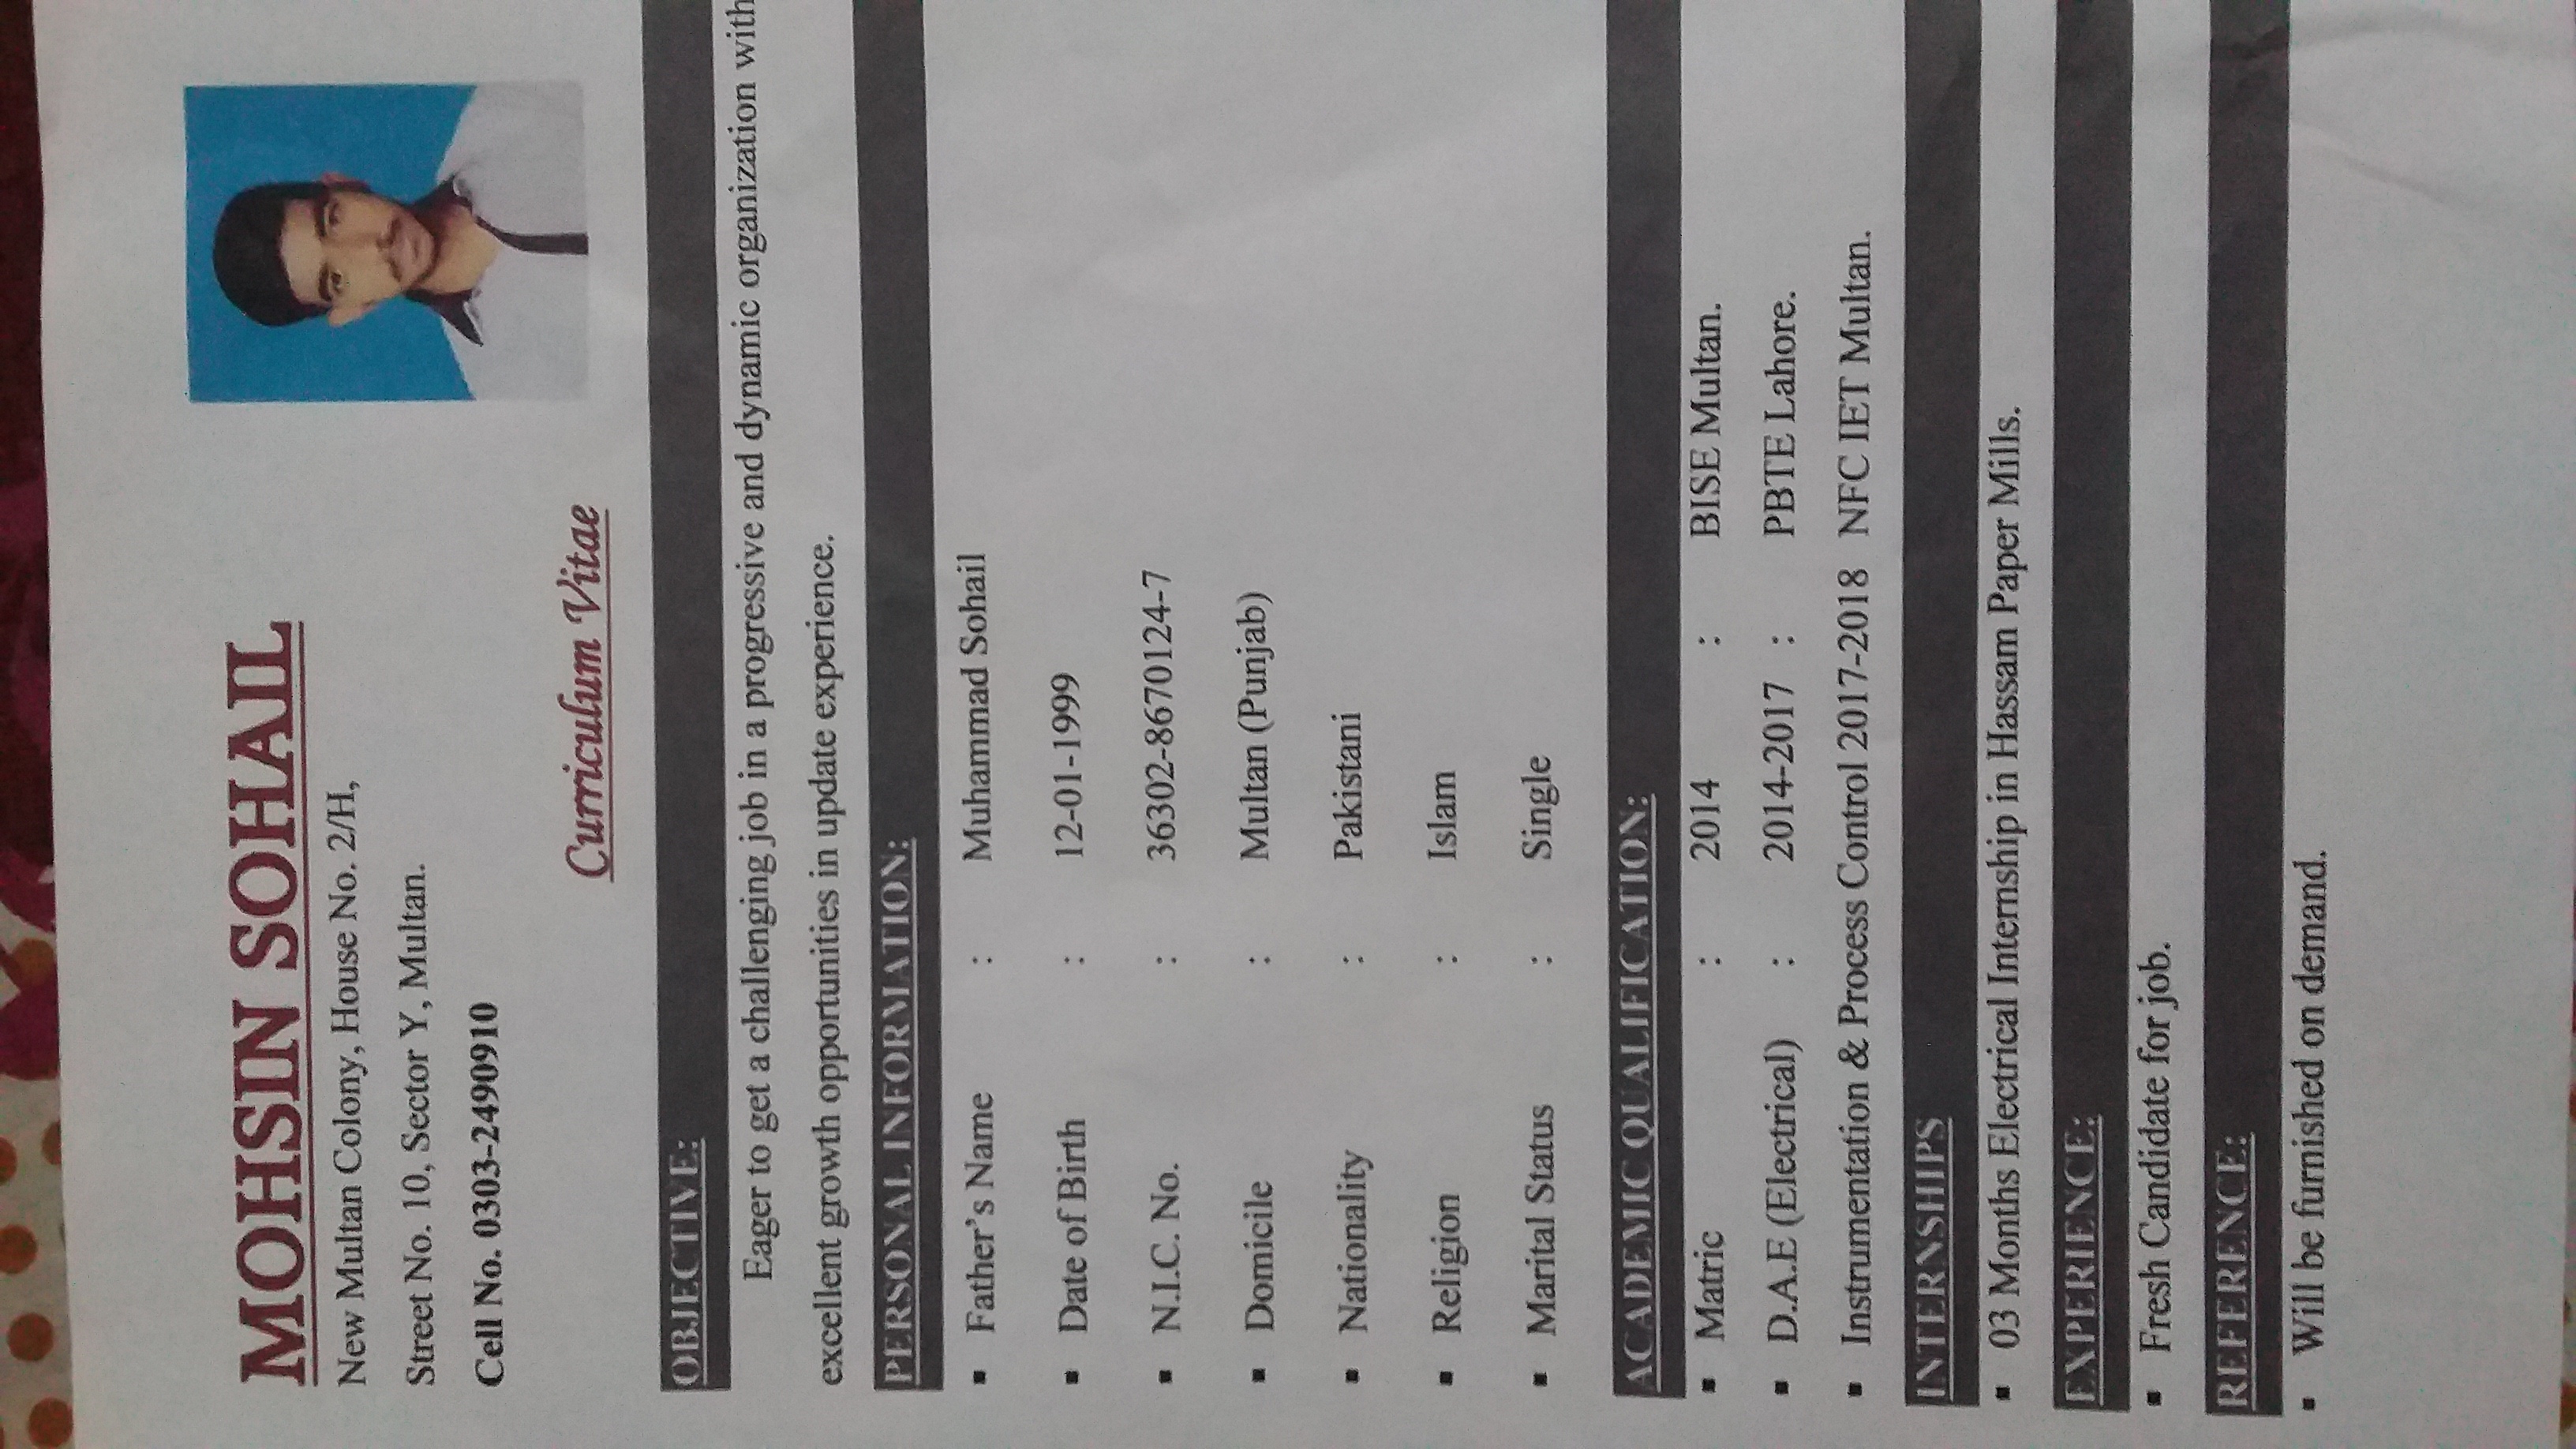 MOHSIN SOHAIL
New Multan Colony, House No. 2/H,
Street No. 10, Sector Y, Multan.
Cell No. 0303-2490910
Curriculum Vitae
OBJECTIVE:
Eager to get a challenging job in a progressive and dynamic organization with
excellent growth opportunities in update experience.
PERSONAL INFORMATION:
▪ Father's Name : Muhammad Sohail
▪ Date of Birth : 12-01-1999
▪ N.I.C. No. : 36302-8670124-7
▪ Domicile : Multan (Punjab)
▪ Nationality : Pakistani
▪ Religion : Islam
▪ Marital Status : Single
ACADEMIC QUALIFICATION:
▪ Matric : 2014 : BISE Multan.
▪ D.A.E (Electrical) : 2014-2017 : PBTE Lahore.
▪ Instrumentation & Process Control 2017-2018 NFC IET Multan.
INTERNSHIPS
▪ 03 Months Electrical Internship in Hassam Paper Mills.
EXPERIENCE:
▪ Fresh Candidate for job.
REFERENCE:
▪ Will be furnished on demand.